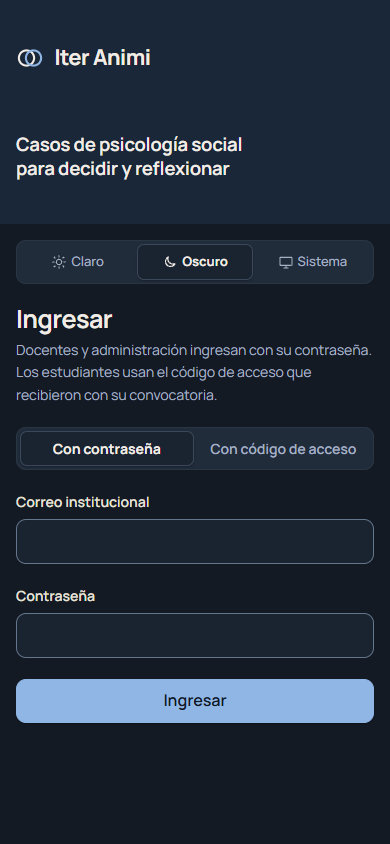 Iter Animi
Casos de psicología social
para decidir y reflexionar
Claro
Oscuro
Sistema
Ingresar
Docentes y administración ingresan con su contraseña.
Los estudiantes usan el código de acceso que
recibieron con su convocatoria.
Con contraseña
Con código de acceso
Correo institucional
Contraseña
Ingresar